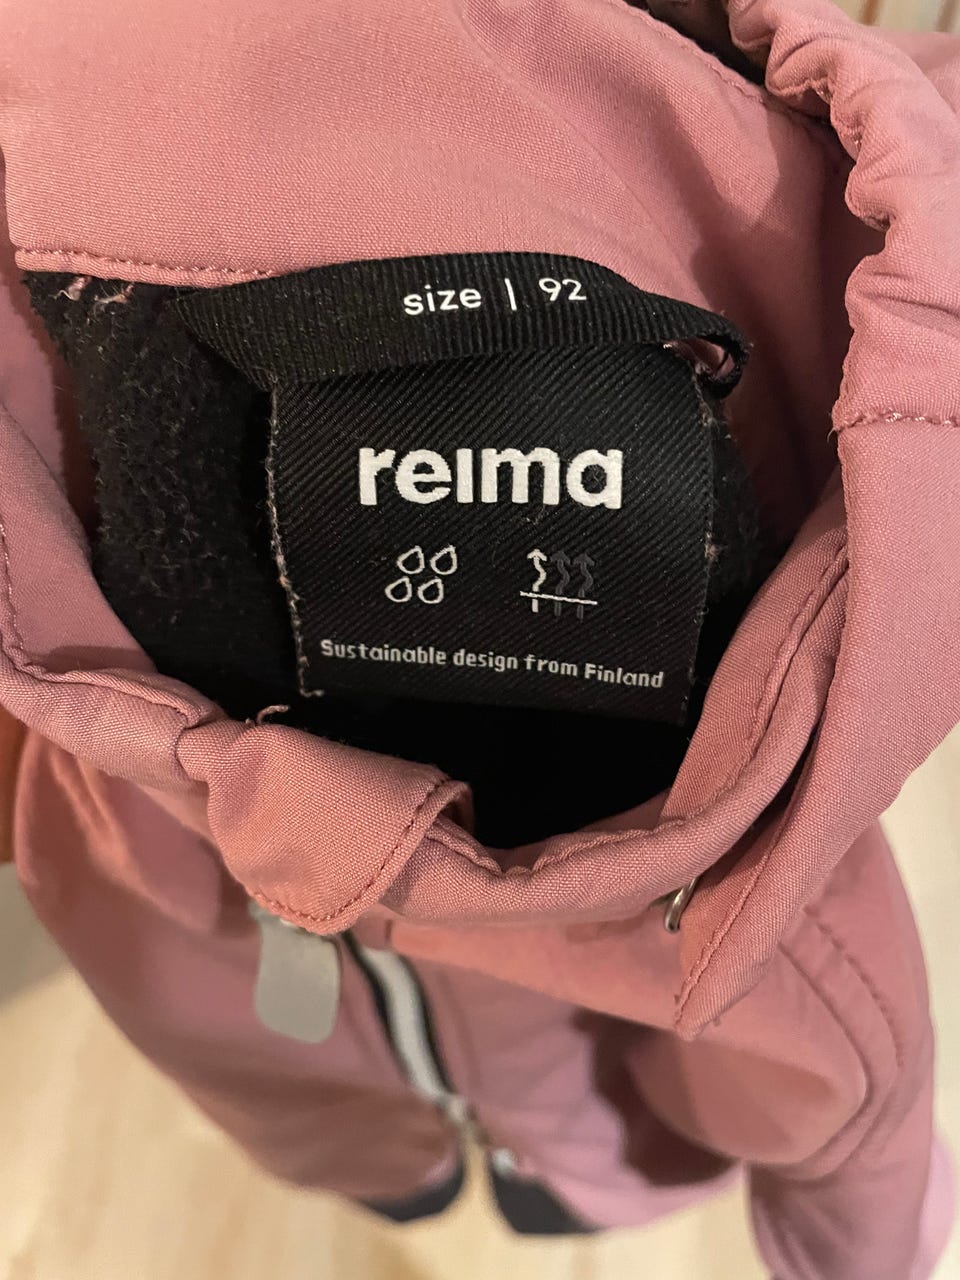 size | 92
reima
Sustainable design from Finland